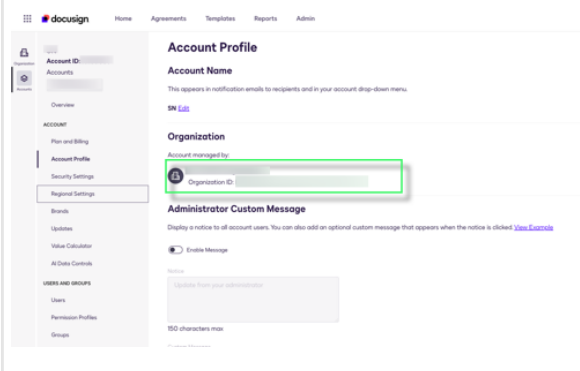 docusign
Home
Agreements
Templates
Reports
Admin
Organization
Accounts
Account ID:
Accounts
Overview
ACCOUNT
Plan and Billing
Account Profile
Security Settings
Regional Settings
Brands
Updates
Value Calculator
AI Data Controls
USERS AND GROUPS
Users
Permission Profiles
Groups
Account Profile
Account Name
This appears in notification emails to recipients and in your account drop-down menu.
SN Edit
Organization
Account managed by:
Organization ID:
Administrator Custom Message
Display a notice to all account users. You can also add an optional custom message that appears when the notice is clicked. View Example
Enable Message
Notice
Update from your administrator
150 characters max